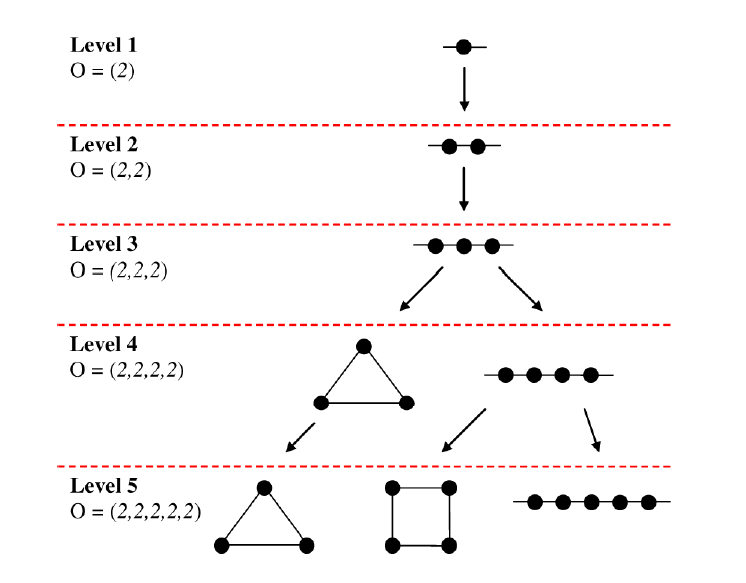 Level 1
O = (2)
Level 2
O = (2,2)
Level 3
O = (2,2,2)
Level 4
O = (2,2,2,2)
Level 5
O = (2,2,2,2,2)